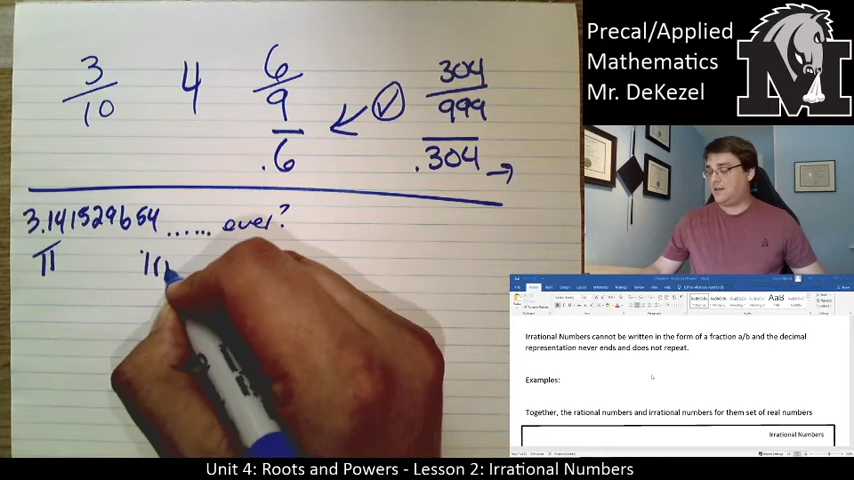 3/10 4 6/9 304/999
.6 .304 →
3.141529654...... ever?
π
Precal/Applied
Mathematics
Mr. DeKezel
M
Irrational Numbers cannot be written in the form of a fraction a/b and the decimal
representation never ends and does not repeat.
Examples:
Together, the rational numbers and irrational numbers for them set of real numbers
Irrational Numbers
Unit 4: Roots and Powers - Lesson 2: Irrational Numbers